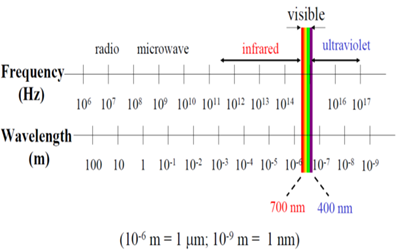 visible
radio microwave infrared ultraviolet
Frequency
(Hz)
10⁶ 10⁷ 10⁸ 10⁹ 10¹⁰ 10¹¹ 10¹² 10¹³ 10¹⁴ 10¹⁶ 10¹⁷
Wavelength
(m)
100 10 1 10⁻¹ 10⁻² 10⁻³ 10⁻⁴ 10⁻⁵ 10⁻⁶ 10⁻⁷ 10⁻⁸ 10⁻⁹
700 nm 400 nm
(10⁻⁶ m = 1 μm; 10⁻⁹ m = 1 nm)